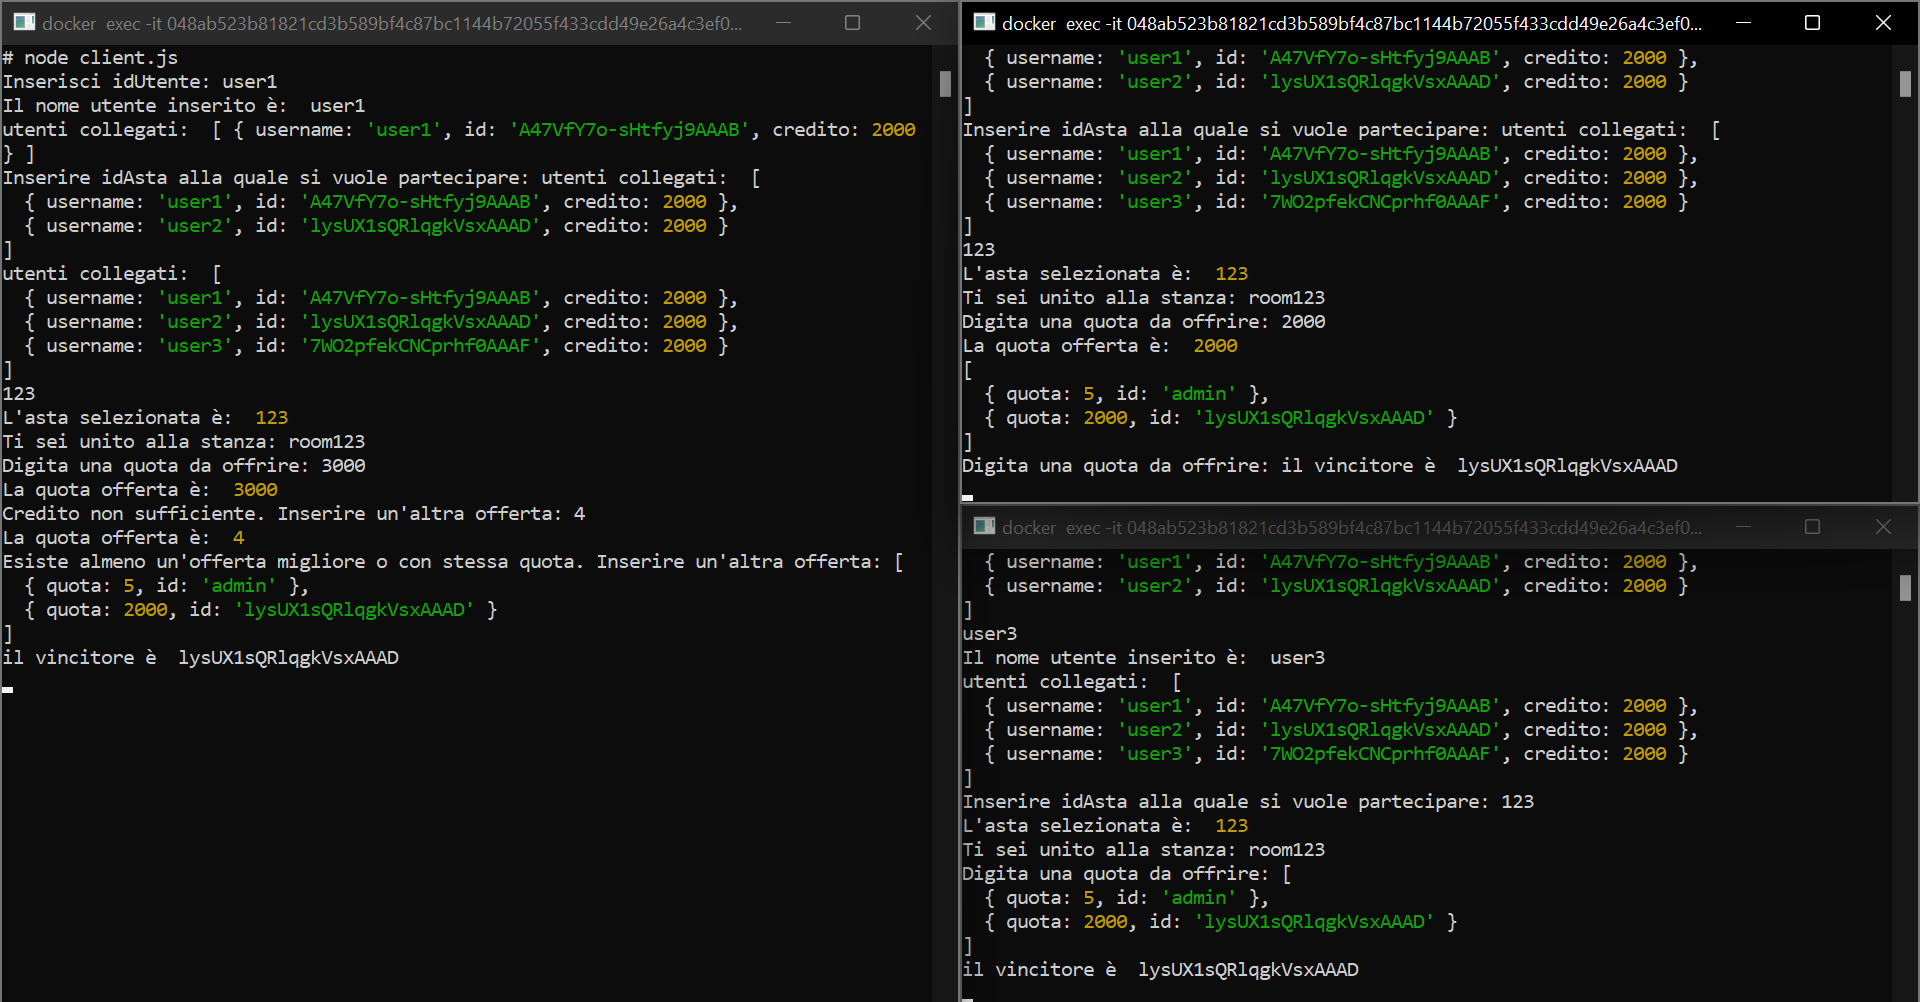 docker  exec -it 048ab523b81821cd3b589bf4c87bc1144b72055f433cdd49e26a4c3ef0...
# node client.js
Inserisci idUtente: user1
Il nome utente inserito è:  user1
utenti collegati:  [ { username: 'user1', id: 'A47VfY7o-sHtfyj9AAAB', credito: 2000
} ]
Inserire idAsta alla quale si vuole partecipare: utenti collegati:  [
  { username: 'user1', id: 'A47VfY7o-sHtfyj9AAAB', credito: 2000 },
  { username: 'user2', id: 'lysUX1sQRlqgkVsxAAAD', credito: 2000 }
]
utenti collegati:  [
  { username: 'user1', id: 'A47VfY7o-sHtfyj9AAAB', credito: 2000 },
  { username: 'user2', id: 'lysUX1sQRlqgkVsxAAAD', credito: 2000 },
  { username: 'user3', id: '7WO2pfekCNCprhf0AAAF', credito: 2000 }
]
123
L'asta selezionata è:  123
Ti sei unito alla stanza: room123
Digita una quota da offrire: 3000
La quota offerta è:  3000
Credito non sufficiente. Inserire un'altra offerta: 4
La quota offerta è:  4
Esiste almeno un'offerta migliore o con stessa quota. Inserire un'altra offerta: [
  { quota: 5, id: 'admin' },
  { quota: 2000, id: 'lysUX1sQRlqgkVsxAAAD' }
]
il vincitore è  lysUX1sQRlqgkVsxAAAD
docker  exec -it 048ab523b81821cd3b589bf4c87bc1144b72055f433cdd49e26a4c3ef0...
  { username: 'user1', id: 'A47VfY7o-sHtfyj9AAAB', credito: 2000 },
  { username: 'user2', id: 'lysUX1sQRlqgkVsxAAAD', credito: 2000 }
]
Inserire idAsta alla quale si vuole partecipare: utenti collegati:  [
  { username: 'user1', id: 'A47VfY7o-sHtfyj9AAAB', credito: 2000 },
  { username: 'user2', id: 'lysUX1sQRlqgkVsxAAAD', credito: 2000 },
  { username: 'user3', id: '7WO2pfekCNCprhf0AAAF', credito: 2000 }
]
123
L'asta selezionata è:  123
Ti sei unito alla stanza: room123
Digita una quota da offrire: 2000
La quota offerta è:  2000
[
  { quota: 5, id: 'admin' },
  { quota: 2000, id: 'lysUX1sQRlqgkVsxAAAD' }
]
Digita una quota da offrire: il vincitore è  lysUX1sQRlqgkVsxAAAD
docker  exec -it 048ab523b81821cd3b589bf4c87bc1144b72055f433cdd49e26a4c3ef0...
  { username: 'user1', id: 'A47VfY7o-sHtfyj9AAAB', credito: 2000 },
  { username: 'user2', id: 'lysUX1sQRlqgkVsxAAAD', credito: 2000 }
]
user3
Il nome utente inserito è:  user3
utenti collegati:  [
  { username: 'user1', id: 'A47VfY7o-sHtfyj9AAAB', credito: 2000 },
  { username: 'user2', id: 'lysUX1sQRlqgkVsxAAAD', credito: 2000 },
  { username: 'user3', id: '7WO2pfekCNCprhf0AAAF', credito: 2000 }
]
Inserire idAsta alla quale si vuole partecipare: 123
L'asta selezionata è:  123
Ti sei unito alla stanza: room123
Digita una quota da offrire: [
  { quota: 5, id: 'admin' },
  { quota: 2000, id: 'lysUX1sQRlqgkVsxAAAD' }
]
il vincitore è  lysUX1sQRlqgkVsxAAAD